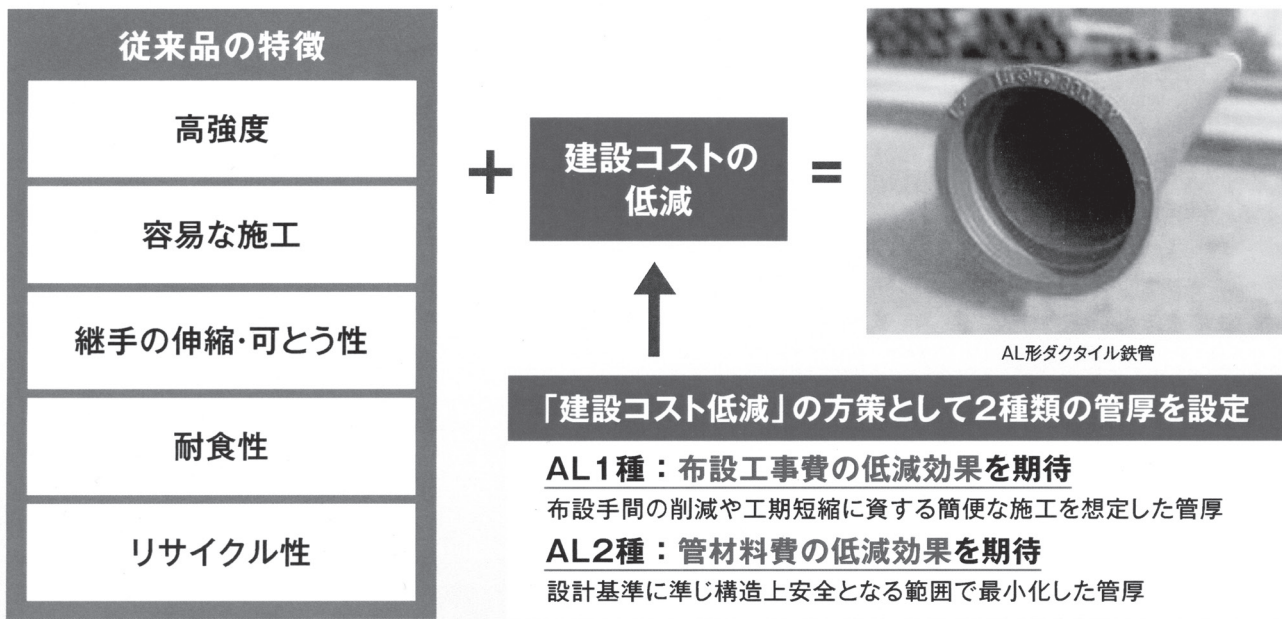 従来品の特徴
高強度
容易な施工
継手の伸縮・可とう性
耐食性
リサイクル性
+
建設コストの
低減
=
AL形ダクタイル鉄管
「建設コスト低減」の方策として2種類の管厚を設定
AL1種：布設工事費の低減効果を期待
布設手間の削減や工期短縮に資する簡便な施工を想定した管厚
AL2種：管材料費の低減効果を期待
設計基準に準じ構造上安全となる範囲で最小化した管厚